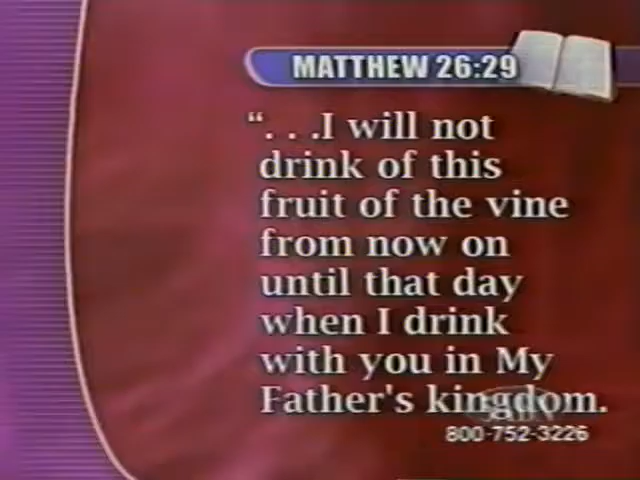 MATTHEW 26:29
“. . .I will not
drink of this
fruit of the vine
from now on
until that day
when I drink
with you in My
Father's kingdom.
800-752-3226